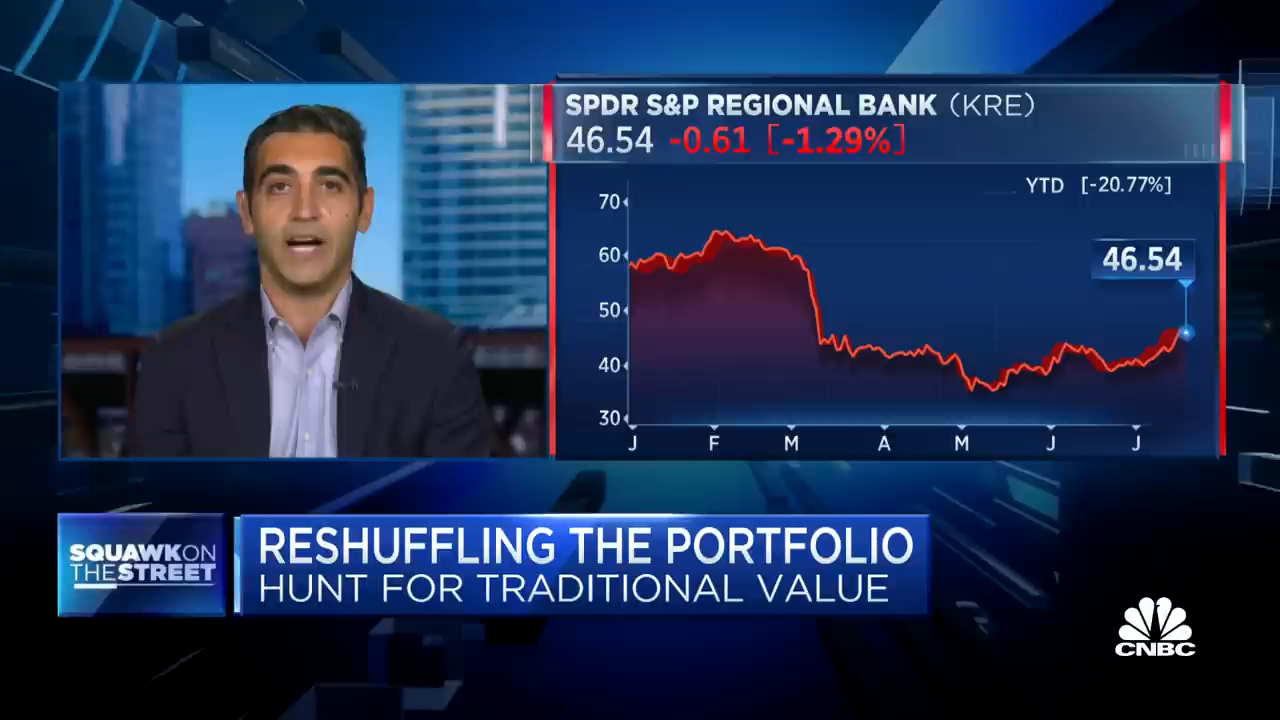 SPDR S&P REGIONAL BANK (KRE)
46.54 -0.61 [-1.29%]
YTD [-20.77%]
70
60
50
40
30
46.54
J F M A M J J
SQUAWK ON
THE STREET
RESHUFFLING THE PORTFOLIO
HUNT FOR TRADITIONAL VALUE
CNBC